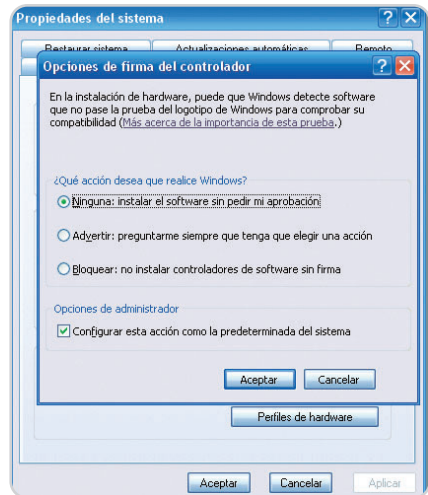 Propiedades del sistema
Restaurar sistema
Actualizaciones automáticas
Remoto
Opciones de firma del controlador
En la instalación de hardware, puede que Windows detecte software
que no pase la prueba del logotipo de Windows para comprobar su
compatibilidad (Más acerca de la importancia de esta prueba.)
¿Qué acción desea que realice Windows?
Ninguna: instalar el software sin pedir mi aprobación
Advertir: preguntarme siempre que tenga que elegir una acción
Bloquear: no instalar controladores de software sin firma
Opciones de administrador
Configurar esta acción como la predeterminada del sistema
Aceptar
Cancelar
Perfiles de hardware
Aceptar
Cancelar
Aplicar